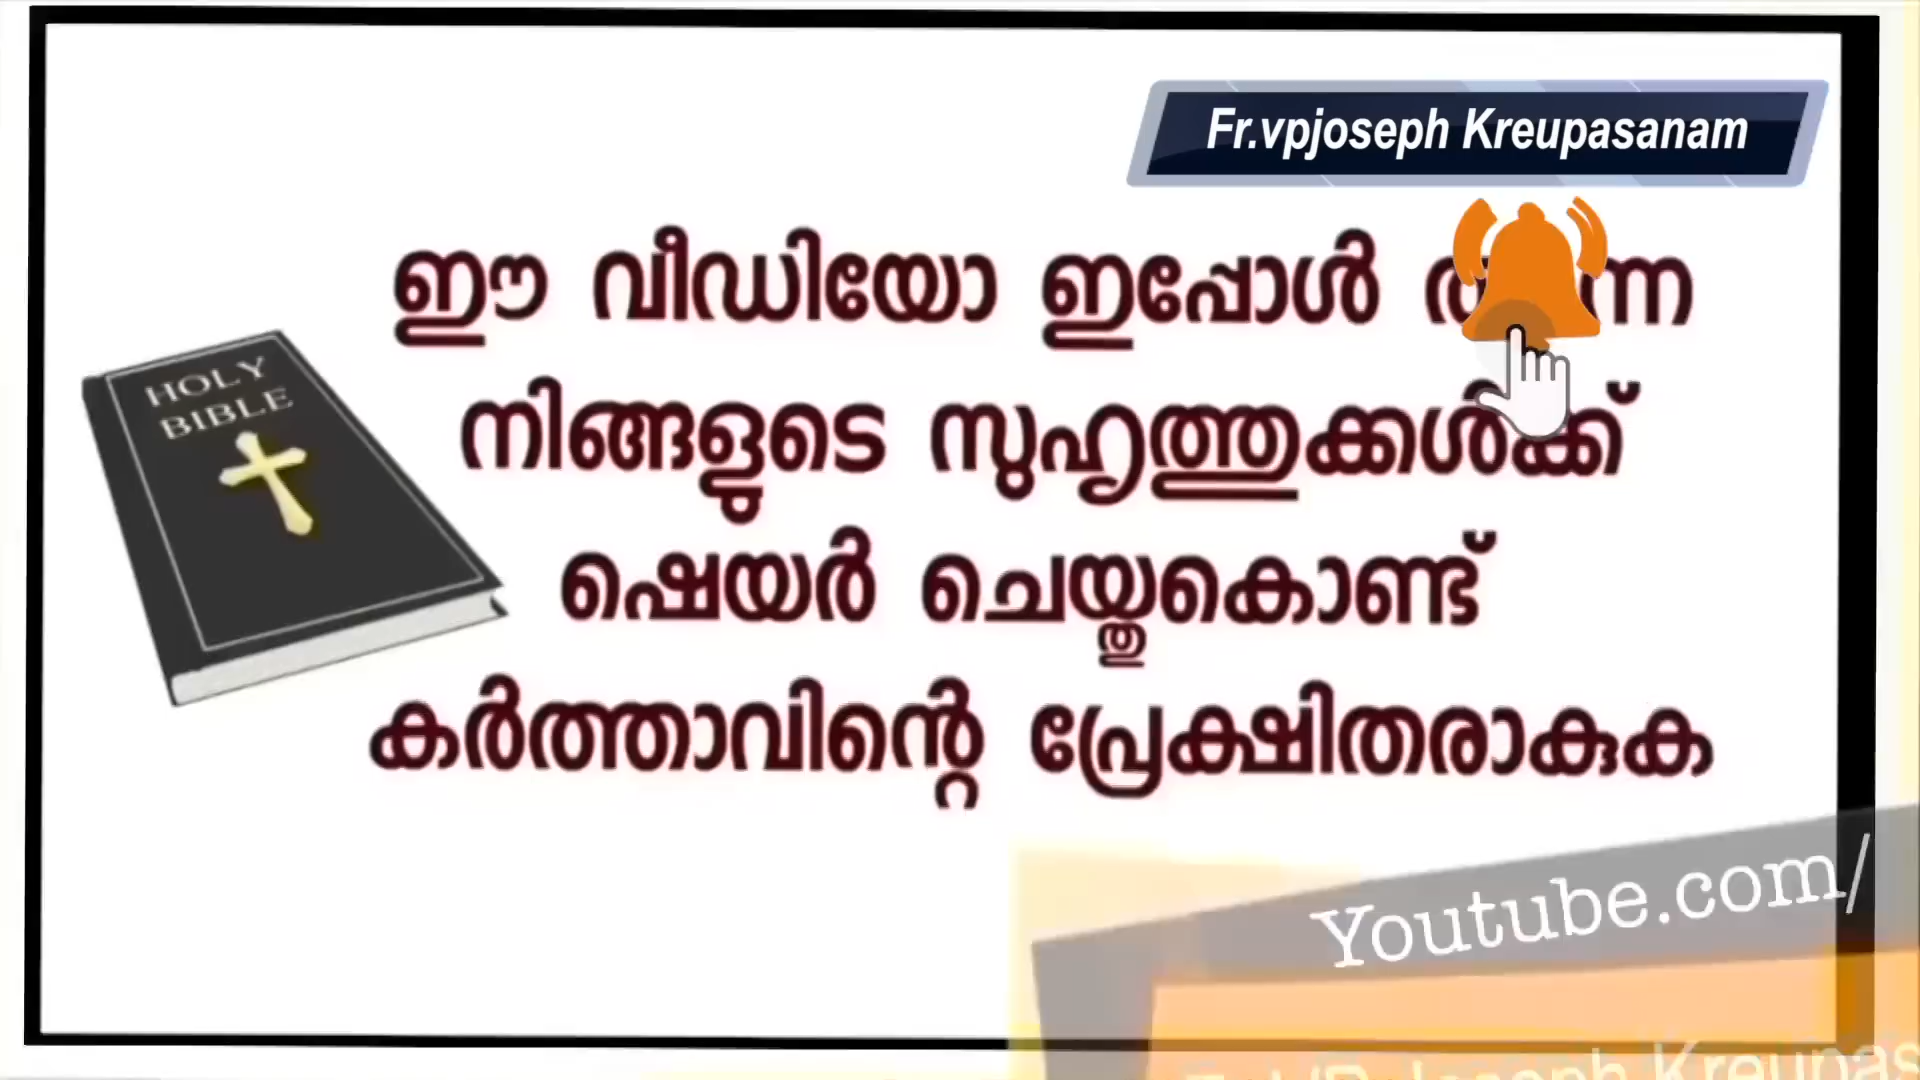 Fr.vpjoseph Kreupasanam
ഈ വീഡിയോ ഇപ്പോൾ
നിങ്ങളുടെ സുഹൃത്തുക്കൾക്ക്
ഷെയർ ചെയ്തുകൊണ്ട്
കർത്താവിന്റെ പ്രേക്ഷിതരാകുക
HOLY
BIBLE
Youtube.com/